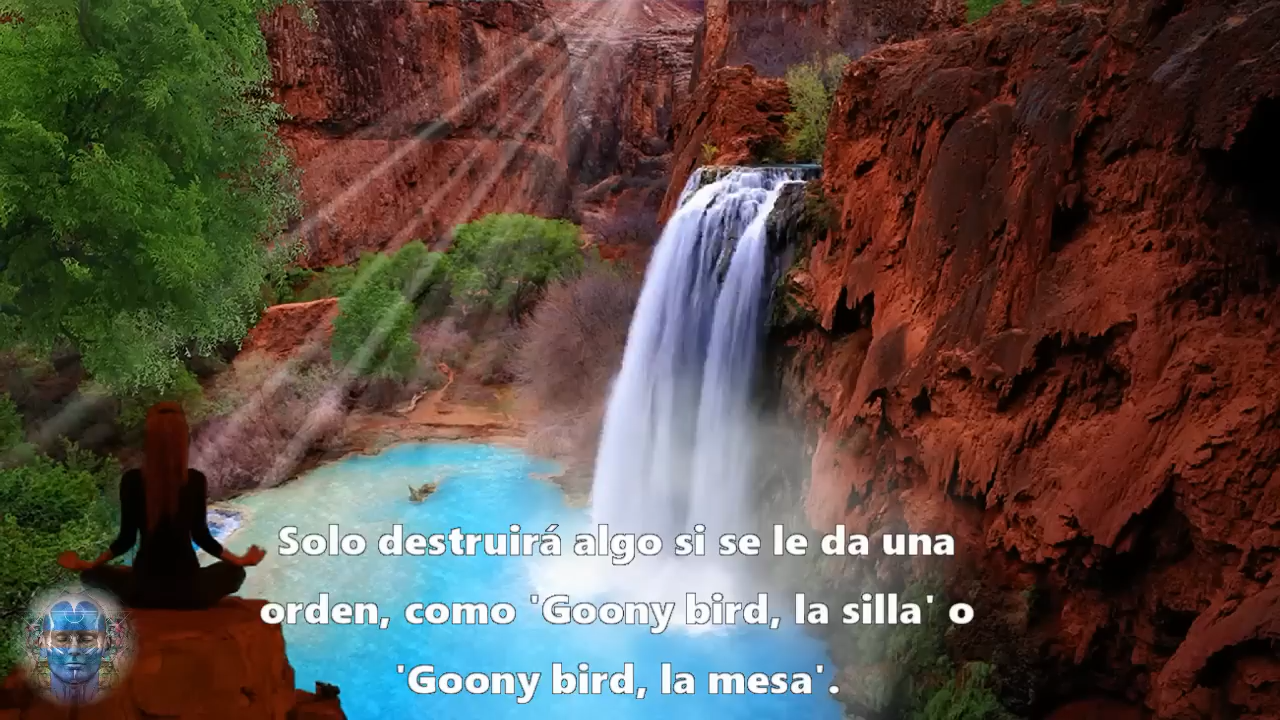 Solo destruirá algo si se le da una
orden, como 'Goony bird, la silla' o
'Goony bird, la mesa'.